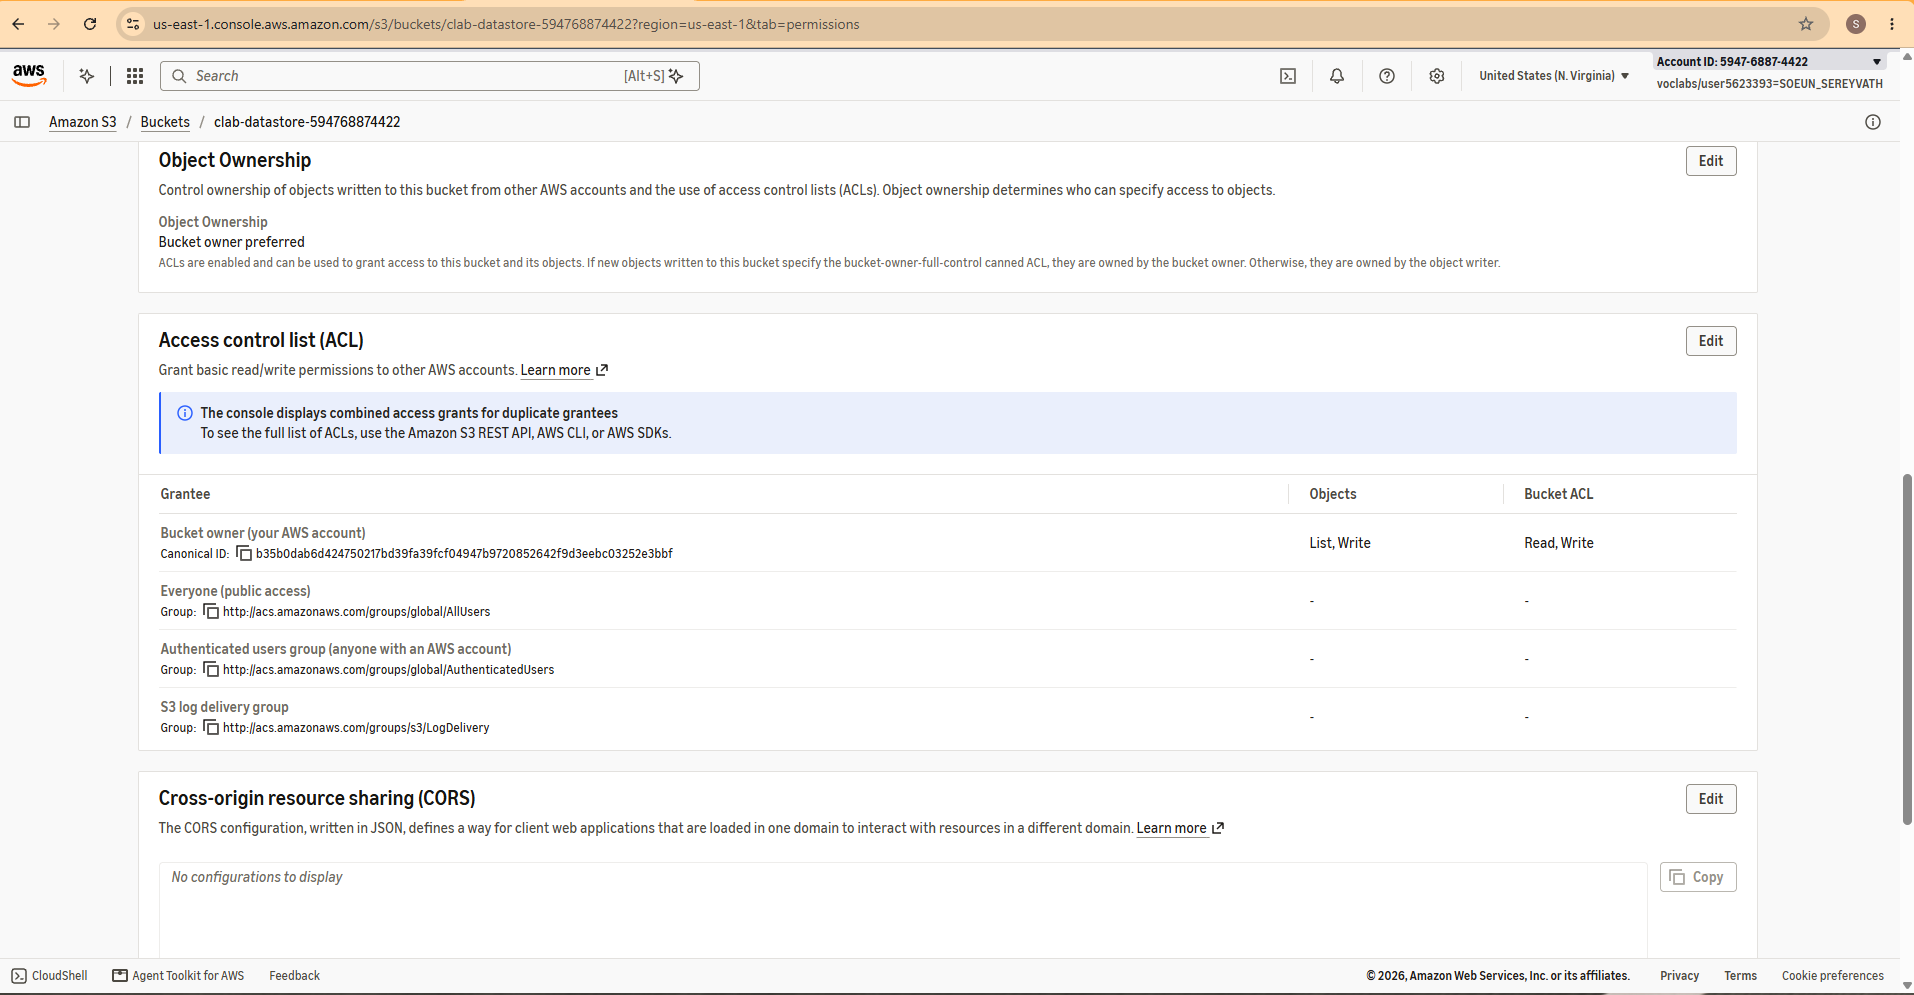 us-east-1.console.aws.amazon.com/s3/buckets/clab-datastore-594768874422?region=us-east-1&tab=permissions
S
aws
Search
[Alt+S]
United States (N. Virginia)
Account ID: 5947-6887-4422
voclabs/user5623393=SOEUN_SEREYVATH
Amazon S3 / Buckets / clab-datastore-594768874422
Object Ownership
Edit
Control ownership of objects written to this bucket from other AWS accounts and the use of access control lists (ACLs). Object ownership determines who can specify access to objects.
Object Ownership
Bucket owner preferred
ACLs are enabled and can be used to grant access to this bucket and its objects. If new objects written to this bucket specify the bucket-owner-full-control canned ACL, they are owned by the bucket owner. Otherwise, they are owned by the object writer.
Access control list (ACL)
Edit
Grant basic read/write permissions to other AWS accounts. Learn more
The console displays combined access grants for duplicate grantees
To see the full list of ACLs, use the Amazon S3 REST API, AWS CLI, or AWS SDKs.
Grantee Objects Bucket ACL
Bucket owner (your AWS account)
Canonical ID: b35b0dab6d424750217bd39fa39fcf04947b9720852642f9d3eebc03252e3bbf
List, Write Read, Write
Everyone (public access)
Group: http://acs.amazonaws.com/groups/global/AllUsers
- -
Authenticated users group (anyone with an AWS account)
Group: http://acs.amazonaws.com/groups/global/AuthenticatedUsers
- -
S3 log delivery group
Group: http://acs.amazonaws.com/groups/s3/LogDelivery
- -
Cross-origin resource sharing (CORS)
Edit
The CORS configuration, written in JSON, defines a way for client web applications that are loaded in one domain to interact with resources in a different domain. Learn more
No configurations to display
Copy
CloudShell Agent Toolkit for AWS Feedback
© 2026, Amazon Web Services, Inc. or its affiliates. Privacy Terms Cookie preferences